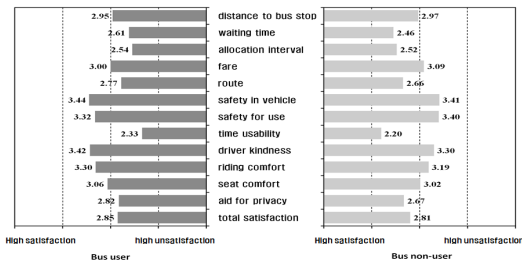 2.95 distance to bus stop 2.97
2.61 waiting time 2.46
2.54 allocation interval 2.52
3.00 fare 3.09
2.77 route 2.66
3.44 safety in vehicle 3.41
3.32 safety for use 3.40
2.33 time usability 2.20
3.42 driver kindness 3.30
3.30 riding comfort 3.19
3.06 seat comfort 3.02
2.82 aid for privacy 2.67
2.85 total satisfaction 2.81
High satisfaction high unsatisfaction High satisfaction high unsatisfaction
Bus user Bus non-user